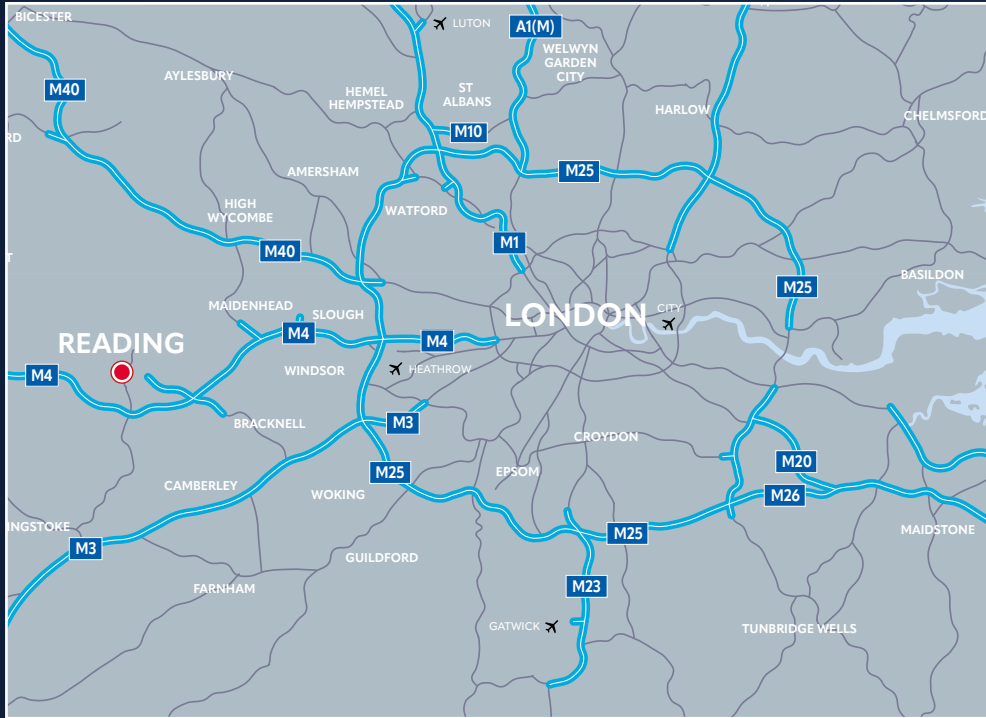 BICESTER
LUTON
A1(M)
WELWYN
GARDEN
CITY
AYLESBURY
M40
HEMEL
HEMPSTEAD
ST
ALBANS
HARLOW
CHELMSFORD
RD
M10
AMERSHAM
M25
HIGH
WYCOMBE
WATFORD
M40
M1
T
BASILDON
M25
MAIDENHEAD
SLOUGH
LONDON
CITY
READING
M4
M4
M4
WINDSOR
HEATHROW
BRACKNELL
M3
CROYDON
M25
EPSOM
M20
CAMBERLEY
WOKING
M26
INGSTOKE
M3
M25
MAIDSTONE
GUILDFORD
FARNHAM
M23
GATWICK
TUNBRIDGE WELLS